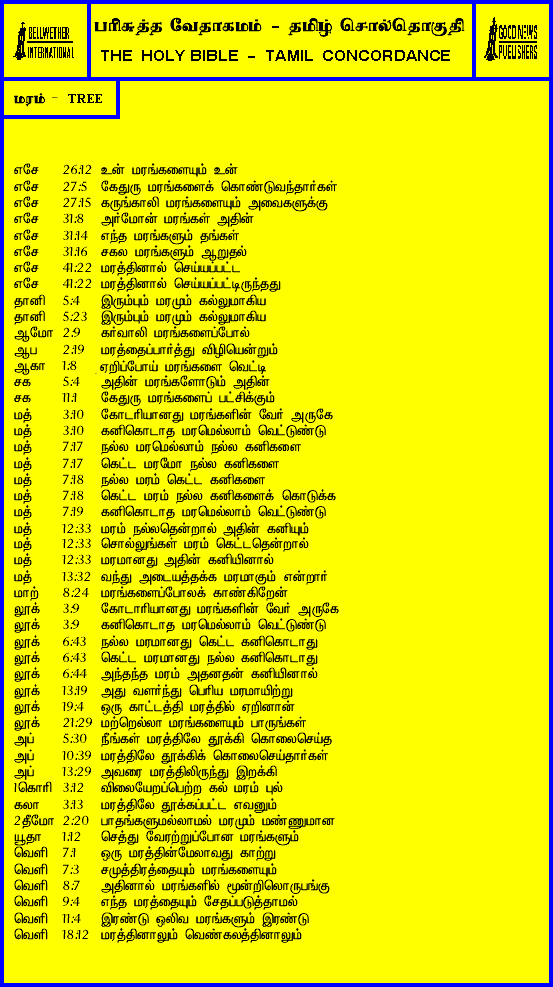 BELLWETHER
INTERNATIONAL
பரிசுத்த வேதாகமம் - தமிழ் சொல்தொகுதி
THE HOLY BIBLE - TAMIL CONCORDANCE
GOOD NEWS
PUBLISHERS
மரம் - TREE
எசே 26:12 உன் மரங்களையும் உன்
எசே 27:5 கேதுரு மரங்களைக் கொண்டுவந்தார்கள்
எசே 27:15 கருங்காலி மரங்களையும் அவைகளுக்கு
எசே 31:8 அர்மோன் மரங்கள் அதின்
எசே 31:14 எந்த மரங்களும் தங்கள்
எசே 31:16 சகல மரங்களும் ஆறுதல்
எசே 41:22 மரத்தினால் செய்யப்பட்ட
எசே 41:22 மரத்தினால் செய்யப்பட்டிருந்தது
தானி 5:4 இரும்பும் மரமும் கல்லுமாகிய
தானி 5:23 இரும்பும் மரமும் கல்லுமாகிய
ஆமோ 2:9 கர்வாலி மரங்களைப்போல்
ஆப 2:19 மரத்தைப்பார்த்து விழியென்றும்
ஆகா 1:8 ஏறிப்போய் மரங்களை வெட்டி
சக 5:4 அதின் மரங்களோடும் அதின்
சக 11:1 கேதுரு மரங்களைப் பட்சிக்கும்
மத் 3:10 கோடரியானது மரங்களின் வேர் அருகே
மத் 3:10 கனிகொடாத மரமெல்லாம் வெட்டுண்டு
மத் 7:17 நல்ல மரமெல்லாம் நல்ல கனிகளை
மத் 7:17 கெட்ட மரமோ நல்ல கனிகளை
மத் 7:18 நல்ல மரம் கெட்ட கனிகளை
மத் 7:18 கெட்ட மரம் நல்ல கனிகளைக் கொடுக்க
மத் 7:19 கனிகொடாத மரமெல்லாம் வெட்டுண்டு
மத் 12:33 மரம் நல்லதென்றால் அதின் கனியும்
மத் 12:33 சொல்லுங்கள் மரம் கெட்டதென்றால்
மத் 12:33 மரமானது அதின் கனியினால்
மத் 13:32 வந்து அடையத்தக்க மரமாகும் என்றார்
மாற் 8:24 மரங்களைப்போலக் காண்கிறேன்
லூக் 3:9 கோடாரியானது மரங்களின் வேர் அருகே
லூக் 3:9 கனிகொடாத மரமெல்லாம் வெட்டுண்டு
லூக் 6:43 நல்ல மரமானது கெட்ட கனிகொடாது
லூக் 6:43 கெட்ட மரமானது நல்ல கனிகொடாது
லூக் 6:44 அந்தந்த மரம் அதனதன் கனியினால்
லூக் 13:19 அது வளர்ந்து பெரிய மரமாயிற்று
லூக் 19:4 ஒரு காட்டத்தி மரத்தில் ஏறினான்
லூக் 21:29 மற்றெல்லா மரங்களையும் பாருங்கள்
அப் 5:30 நீங்கள் மரத்திலே தூக்கி கொலைசெய்த
அப் 10:39 மரத்திலே தூக்கிக் கொலைசெய்தார்கள்
அப் 13:29 அவரை மரத்திலிருந்து இறக்கி
1கொரி 3:12 விலையேறப்பெற்ற கல் மரம் புல்
கலா 3:13 மரத்திலே தூக்கப்பட்ட எவனும்
2தீமோ 2:20 பாதங்களுமல்லாமல் மரமும் மண்ணுமான
யூதா 1:12 செத்து வேரற்றுப்போன மரங்களும்
வெளி 7:1 ஒரு மரத்தின்மேலாவது காற்று
வெளி 7:3 சமுத்திரத்தையும் மரங்களையும்
வெளி 8:7 அதினால் மரங்களில் மூன்றிலொருபங்கு
வெளி 9:4 எந்த மரத்தையும் சேதப்படுத்தாமல்
வெளி 11:4 இரண்டு ஒலிவ மரங்களும் இரண்டு
வெளி 18:12 மரத்தினாலும் வெண்கலத்தினாலும்